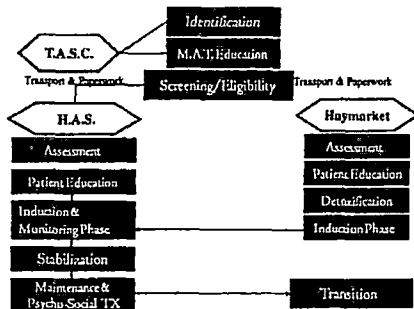 Identification
T.A.S.C.
M.A.T. Education
Transport & Paperwork
Screening/Eligibility
Transport & Paperwork
H.A.S.
Haymarket
Assessment
Patient Education
Induction &
Monitoring Phase
Stabilization
Maintenance &
Psycho-Social TX
Assessment
Patient Education
Detoxification
Induction Phase
Transition